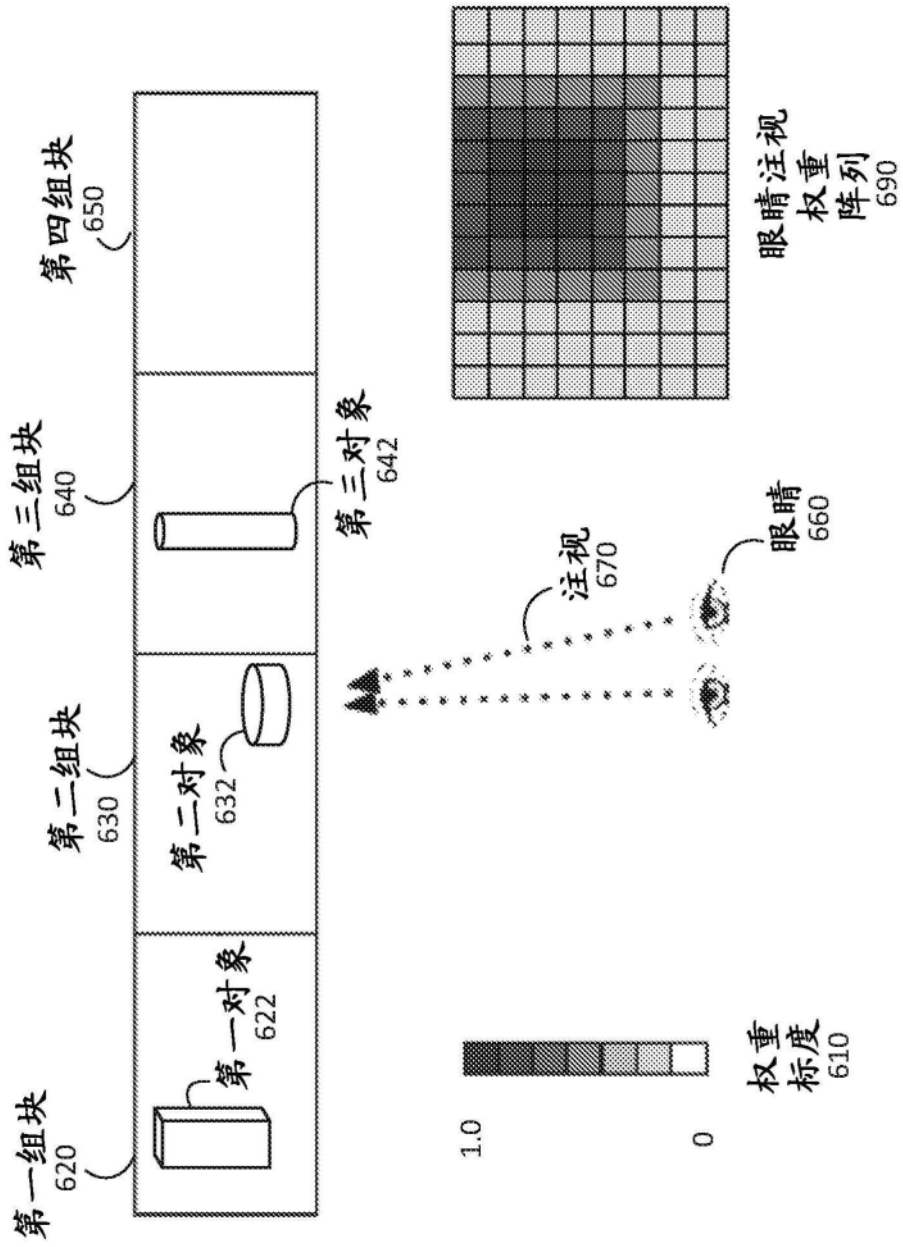 第一组块
620
第二组块
630
第三组块
640
第四组块
650
第一对象
622
第二对象
632
第三对象
642
注视
670
眼睛
660
1.0
0
权重
标度
610
眼睛注视
权重
阵列
690